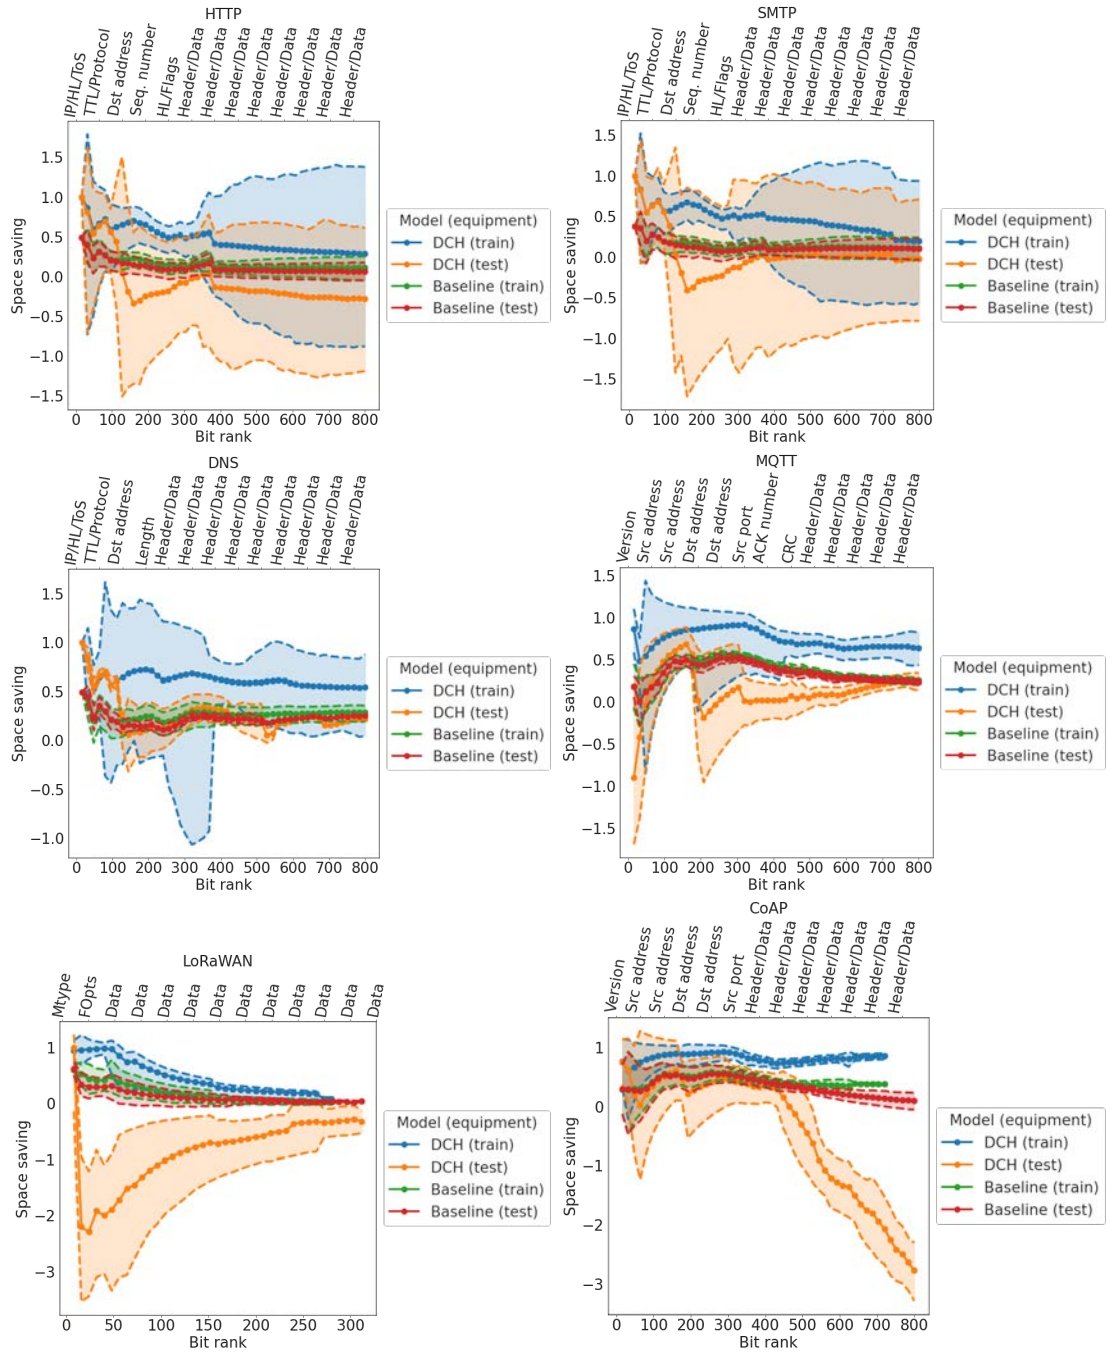 HTTP
IP/HL/ToS
TTL/Protocol
Dst address
Seq. number
HL/Flags
Header/Data
Header/Data
Header/Data
Header/Data
Header/Data
Header/Data
Header/Data
Header/Data
Space saving
1.5
1.0
0.5
0.0
−0.5
−1.0
−1.5
0 100 200 300 400 500 600 700 800
Bit rank
Model (equipment)
DCH (train)
DCH (test)
Baseline (train)
Baseline (test)
SMTP
IP/HL/ToS
TTL/Protocol
Dst address
Seq. number
HL/Flags
Header/Data
Header/Data
Header/Data
Header/Data
Header/Data
Header/Data
Header/Data
Header/Data
Space saving
1.5
1.0
0.5
0.0
−0.5
−1.0
−1.5
0 100 200 300 400 500 600 700 800
Bit rank
Model (equipment)
DCH (train)
DCH (test)
Baseline (train)
Baseline (test)
DNS
IP/HL/ToS
TTL/Protocol
Dst address
Length
Header/Data
Header/Data
Header/Data
Header/Data
Header/Data
Header/Data
Header/Data
Header/Data
Header/Data
Space saving
1.5
1.0
0.5
0.0
−0.5
−1.0
0 100 200 300 400 500 600 700 800
Bit rank
Model (equipment)
DCH (train)
DCH (test)
Baseline (train)
Baseline (test)
MQTT
Version
Src address
Src address
Dst address
Dst address
Src port
ACK number
CRC
Header/Data
Header/Data
Header/Data
Header/Data
Header/Data
Space saving
1.5
1.0
0.5
0.0
−0.5
−1.0
−1.5
0 100 200 300 400 500 600 700 800
Bit rank
Model (equipment)
DCH (train)
DCH (test)
Baseline (train)
Baseline (test)
LoRaWAN
Mtype
FOpts
Data
Data
Data
Data
Data
Data
Data
Data
Data
Data
Data
Space saving
1
0
−1
−2
−3
0 50 100 150 200 250 300
Bit rank
Model (equipment)
DCH (train)
DCH (test)
Baseline (train)
Baseline (test)
CoAP
Version
Src address
Src address
Dst address
Dst address
Src port
Header/Data
Header/Data
Header/Data
Header/Data
Header/Data
Header/Data
Header/Data
Space saving
1
0
−1
−2
−3
0 100 200 300 400 500 600 700 800
Bit rank
Model (equipment)
DCH (train)
DCH (test)
Baseline (train)
Baseline (test)